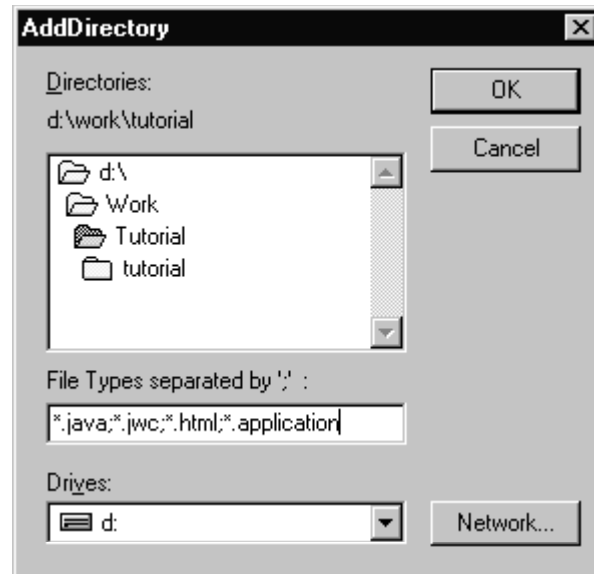 AddDirectory
Directories:
d:\work\tutorial
d:\
Work
Tutorial
tutorial
File Types separated by ';' :
*.java;*.jwc;*.html;*.application
Drives:
d:
OK
Cancel
Network...